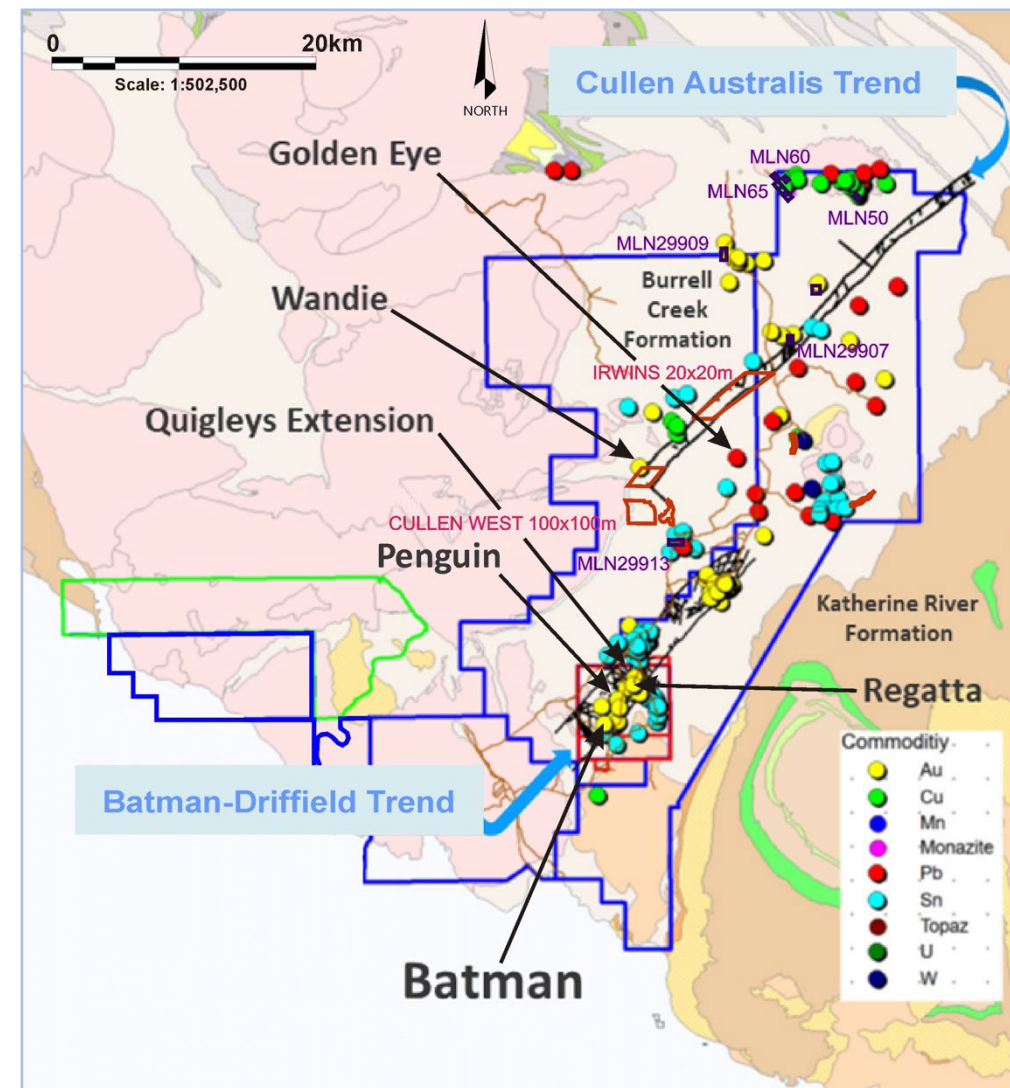 0 20km
Scale: 1:502,500
NORTH
Cullen Australis Trend
Golden Eye
MLN60
MLN65
MLN50
MLN29909
Wandie
Burrell
Creek
Formation
MLN29907
IRWINS 20x20m
Quigleys Extension
CULLEN WEST 100x100m
Penguin
MLN29913
Katherine River
Formation
Regatta
Batman-Driffield Trend
Batman
Commoditiy
Au
Cu
Mn
Monazite
Pb
Sn
Topaz
U
W